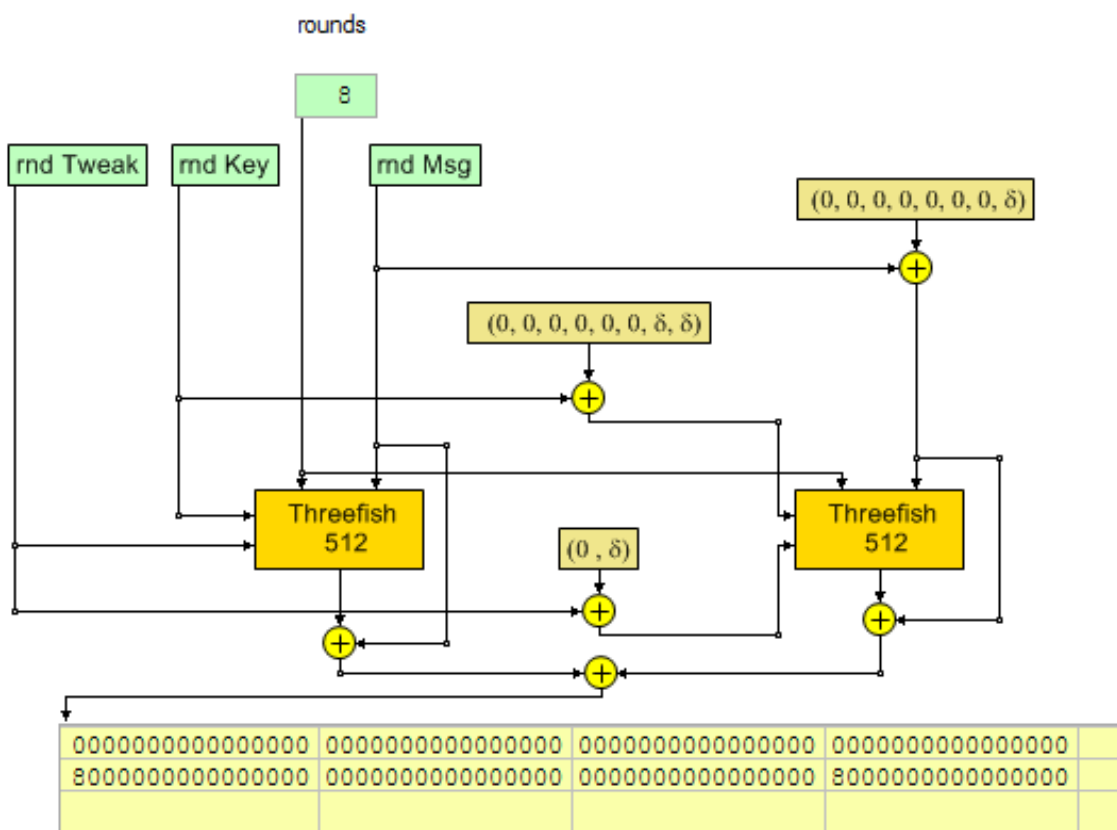 rounds
8
rnd Tweak
rnd Key
rnd Msg
(0, 0, 0, 0, 0, 0, 0, δ)
(0, 0, 0, 0, 0, 0, δ, δ)
Threefish
512
Threefish
512
(0 , δ)
0000000000000000 0000000000000000 0000000000000000 0000000000000000
8000000000000000 0000000000000000 0000000000000000 8000000000000000